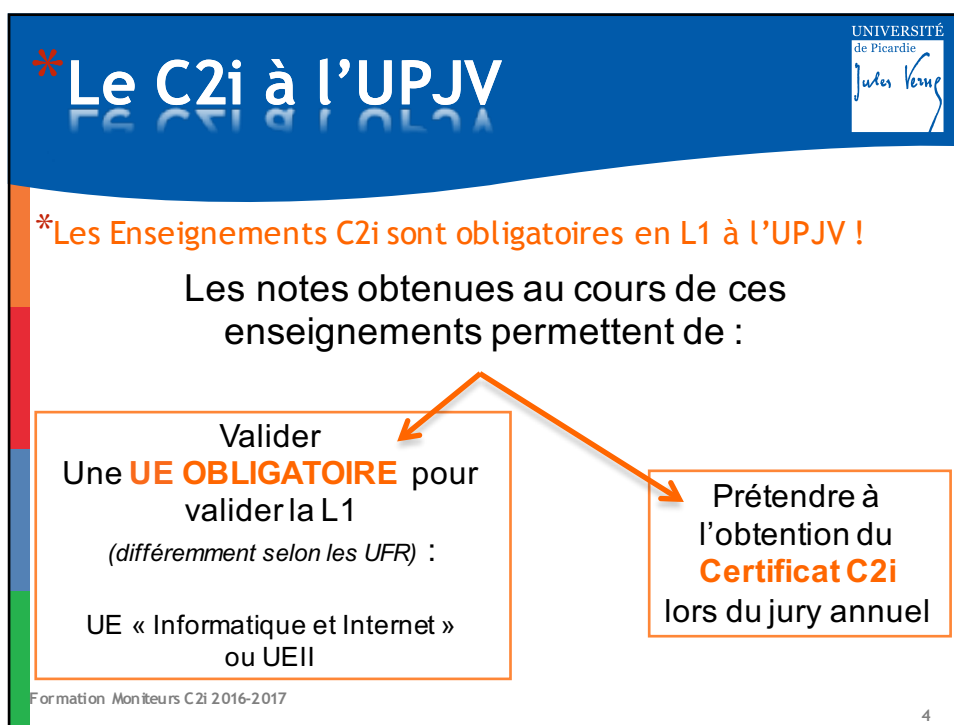 *Le C2i à l’UPJV
UNIVERSITÉ
de Picardie
Jules Verne
*Les Enseignements C2i sont obligatoires en L1 à l’UPJV !
Les notes obtenues au cours de ces
enseignements permettent de :
Valider
Une UE OBLIGATOIRE pour
valider la L1
(différemment selon les UFR) :
UE « Informatique et Internet »
ou UEII
Prétendre à
l’obtention du
Certificat C2i
lors du jury annuel
Formation Moniteurs C2i 2016-2017
4